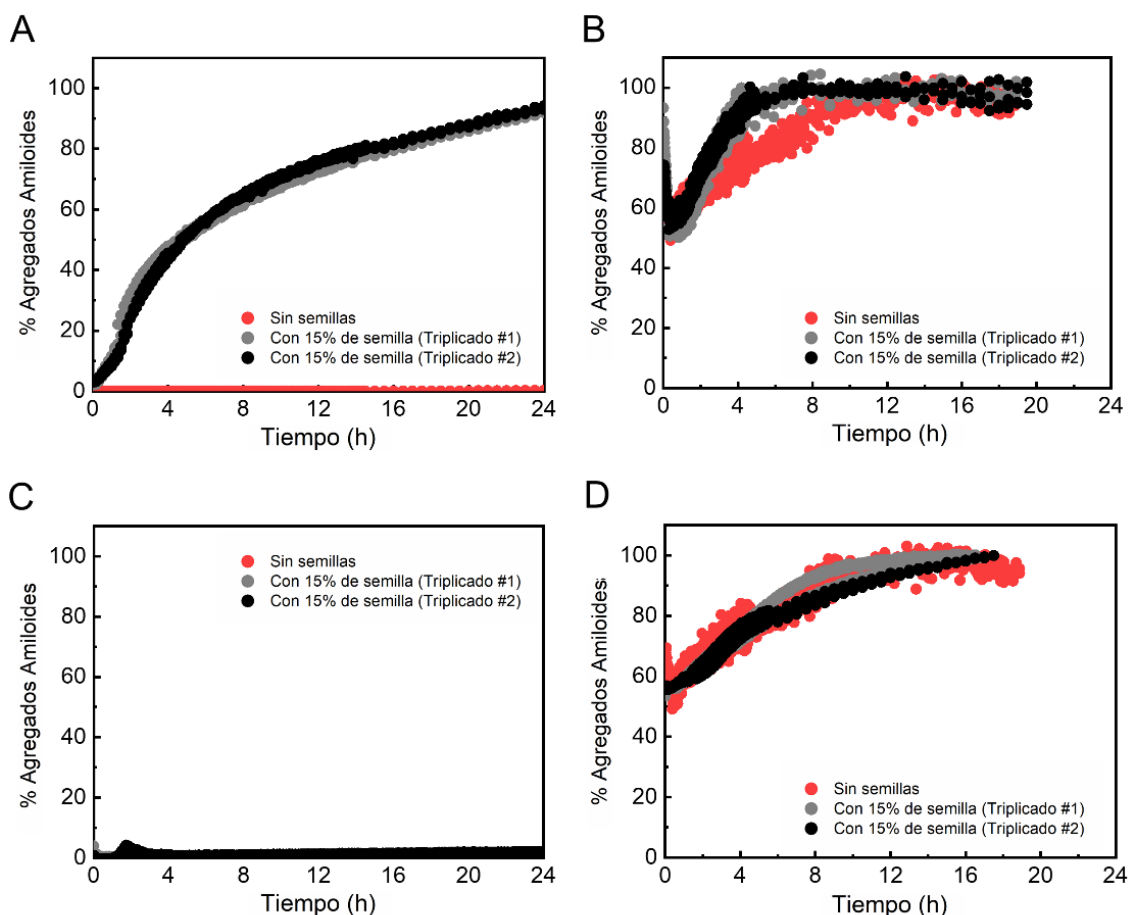 A
% Agregados Amiloides
100
80
60
40
20
0
Sin semillas
Con 15% de semilla (Triplicado #1)
Con 15% de semilla (Triplicado #2)
0 4 8 12 16 20 24
Tiempo (h)
B
% Agregados Amiloides
100
80
60
40
20
0
Sin semillas
Con 15% de semilla (Triplicado #1)
Con 15% de semilla (Triplicado #2)
0 4 8 12 16 20 24
Tiempo (h)
C
% Agregados Amiloides
100
80
60
40
20
0
Sin semillas
Con 15% de semilla (Triplicado #1)
Con 15% de semilla (Triplicado #2)
0 4 8 12 16 20 24
Tiempo (h)
D
% Agregados Amiloides
100
80
60
40
20
0
Sin semillas
Con 15% de semilla (Triplicado #1)
Con 15% de semilla (Triplicado #2)
0 4 8 12 16 20 24
Tiempo (h)